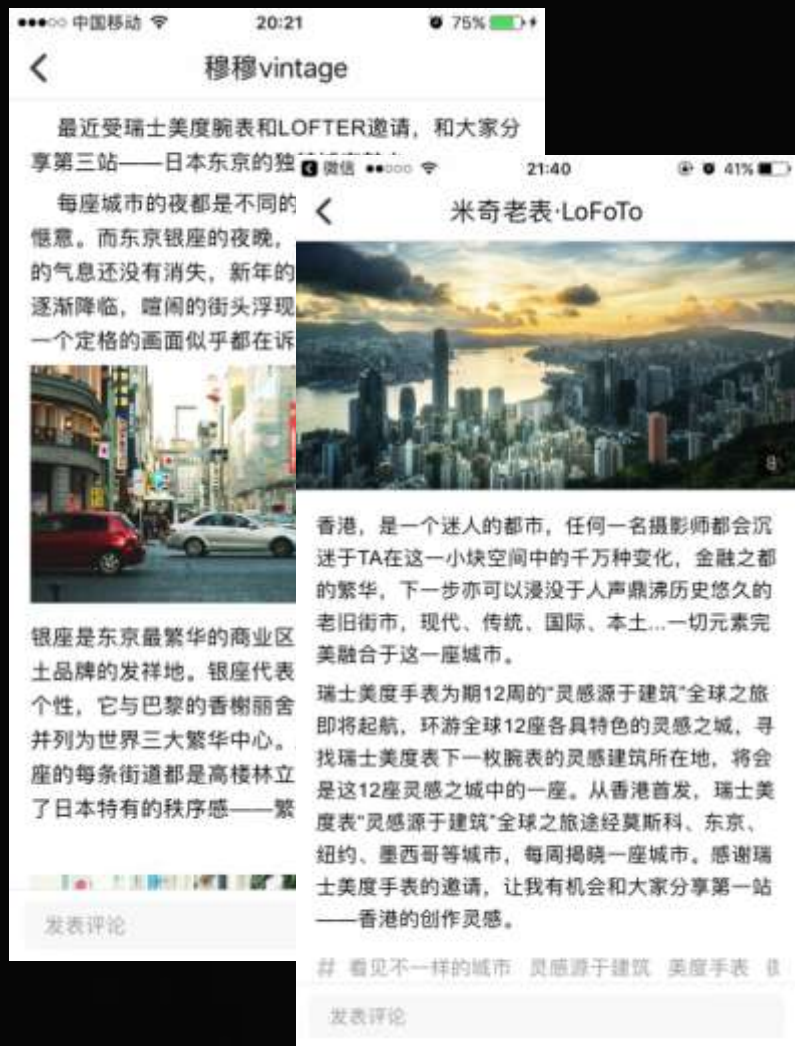 中国移动 20:21 75%
穆穆vintage
最近受瑞士美度腕表和LOFTER邀请，和大家分
享第三站——日本东京的独
每座城市的夜都是不同的
惬意。而东京银座的夜晚，
的气息还没有消失，新年的
逐渐降临，喧闹的街头浮现
一个定格的画面似乎都在诉
银座是东京最繁华的商业区
土品牌的发祥地。银座代表
个性，它与巴黎的香榭丽舍
并列为世界三大繁华中心。
座的每条街道都是高楼林立
了日本特有的秩序感——繁
发表评论
微信 21:40 41%
米奇老表·LoFoTo
香港，是一个迷人的都市，任何一名摄影师都会沉
迷于TA在这一小块空间中的千万种变化，金融之都
的繁华，下一步亦可以浸没于人声鼎沸历史悠久的
老旧街市，现代、传统、国际、本土...一切元素完
美融合于这一座城市。
瑞士美度手表为期12周的“灵感源于建筑”全球之旅
即将起航，环游全球12座各具特色的灵感之城，寻
找瑞士美度表下一枚腕表的灵感建筑所在地，将会
是这12座灵感之城中的一座。从香港首发，瑞士美
度表“灵感源于建筑”全球之旅途经莫斯科、东京、
纽约、墨西哥等城市，每周揭晓一座城市。感谢瑞
士美度手表的邀请，让我有机会和大家分享第一站
——香港的创作灵感。
# 看见不一样的城市 灵感源于建筑 美度手表
发表评论